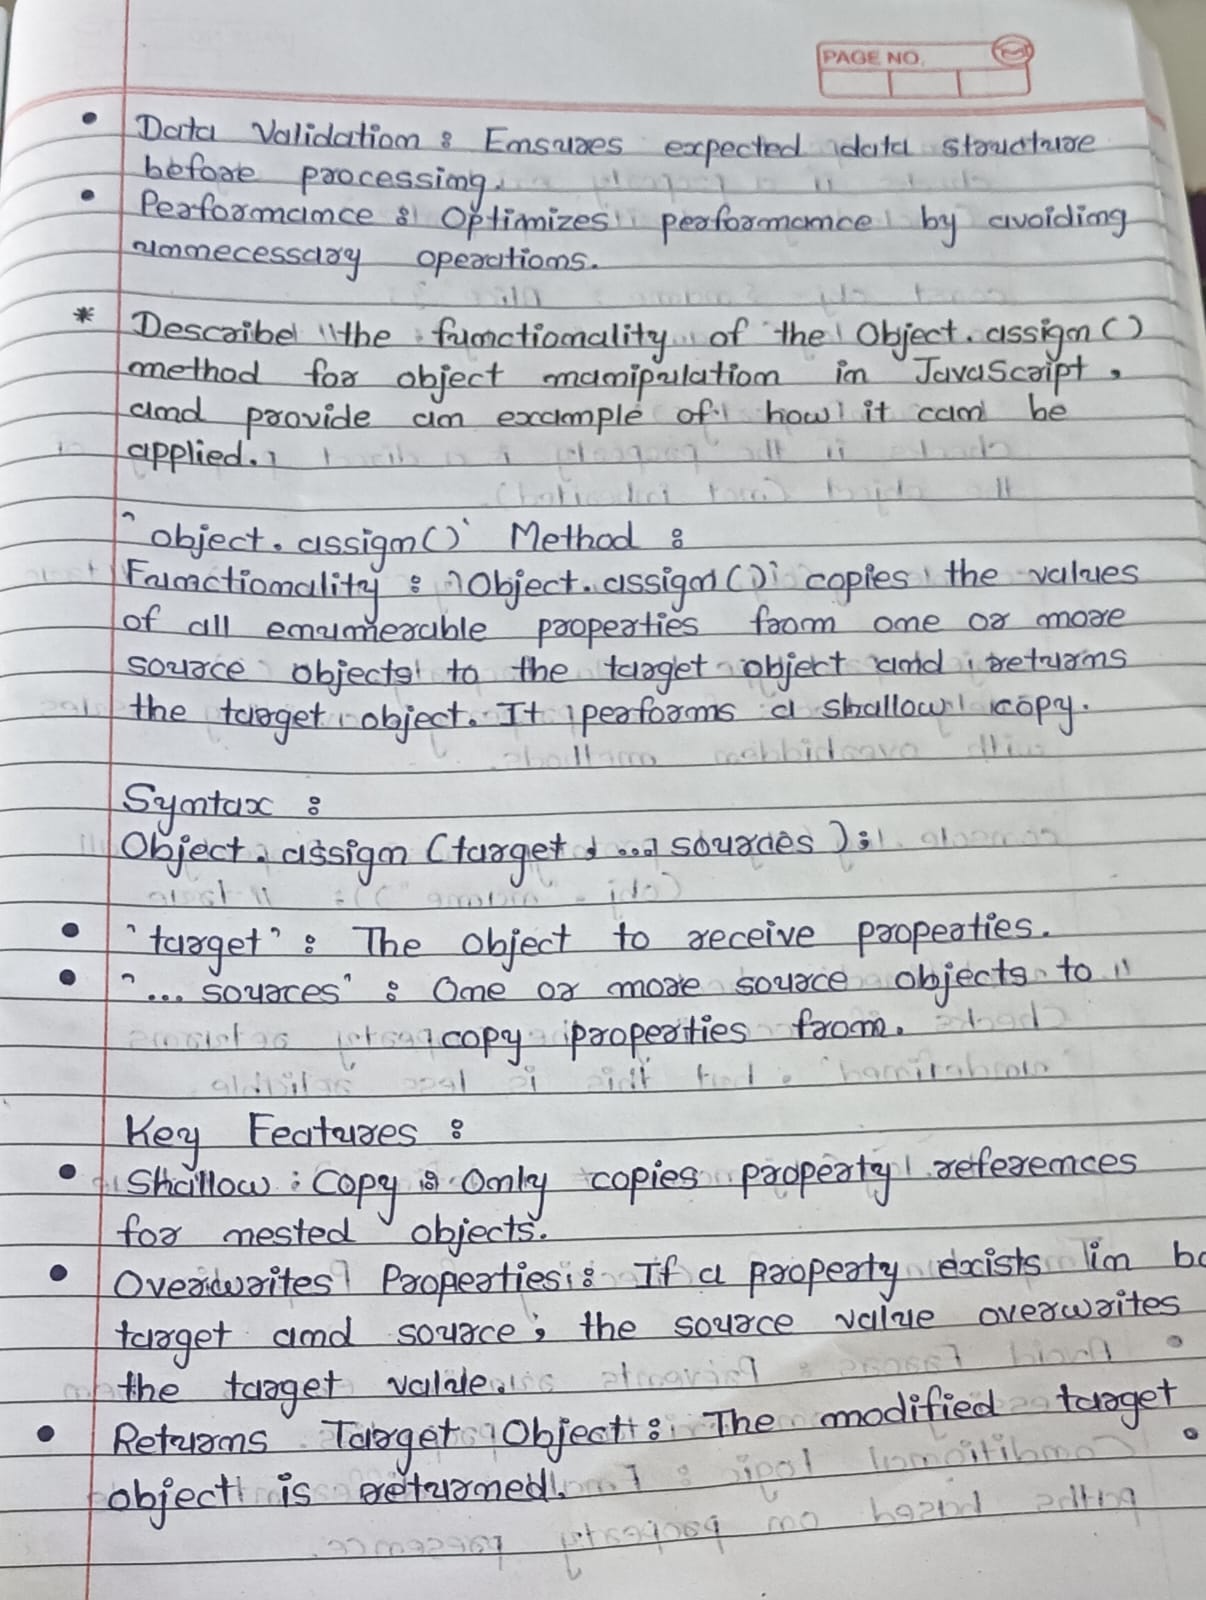 PAGE NO.
• Data Validation : Ensures expected data structure
before processing.
• Performance : Optimizes performance by avoiding
unnecessary operations.
* Describe the functionality of the Object.assign()
method for object manipulation in JavaScript,
and provide an example of how it can be
applied.
`object.assign()` Method :
Functionality : `Object.assign()` copies the values
of all enumerable properties from one or more
source objects to the target object and returns
the target object. It performs a shallow copy.
Syntax :
Object.assign (target, ... sources);
• `target` : The object to receive properties.
• `... sources` : One or more source objects to
copy properties from.
Key Features :
• Shallow Copy : Only copies property references
for nested objects.
• Overwrites Properties : If a property exists in bo
target and source, the source value overwrites
the target value.
• Returns Target Object : The modified target
object is returned.